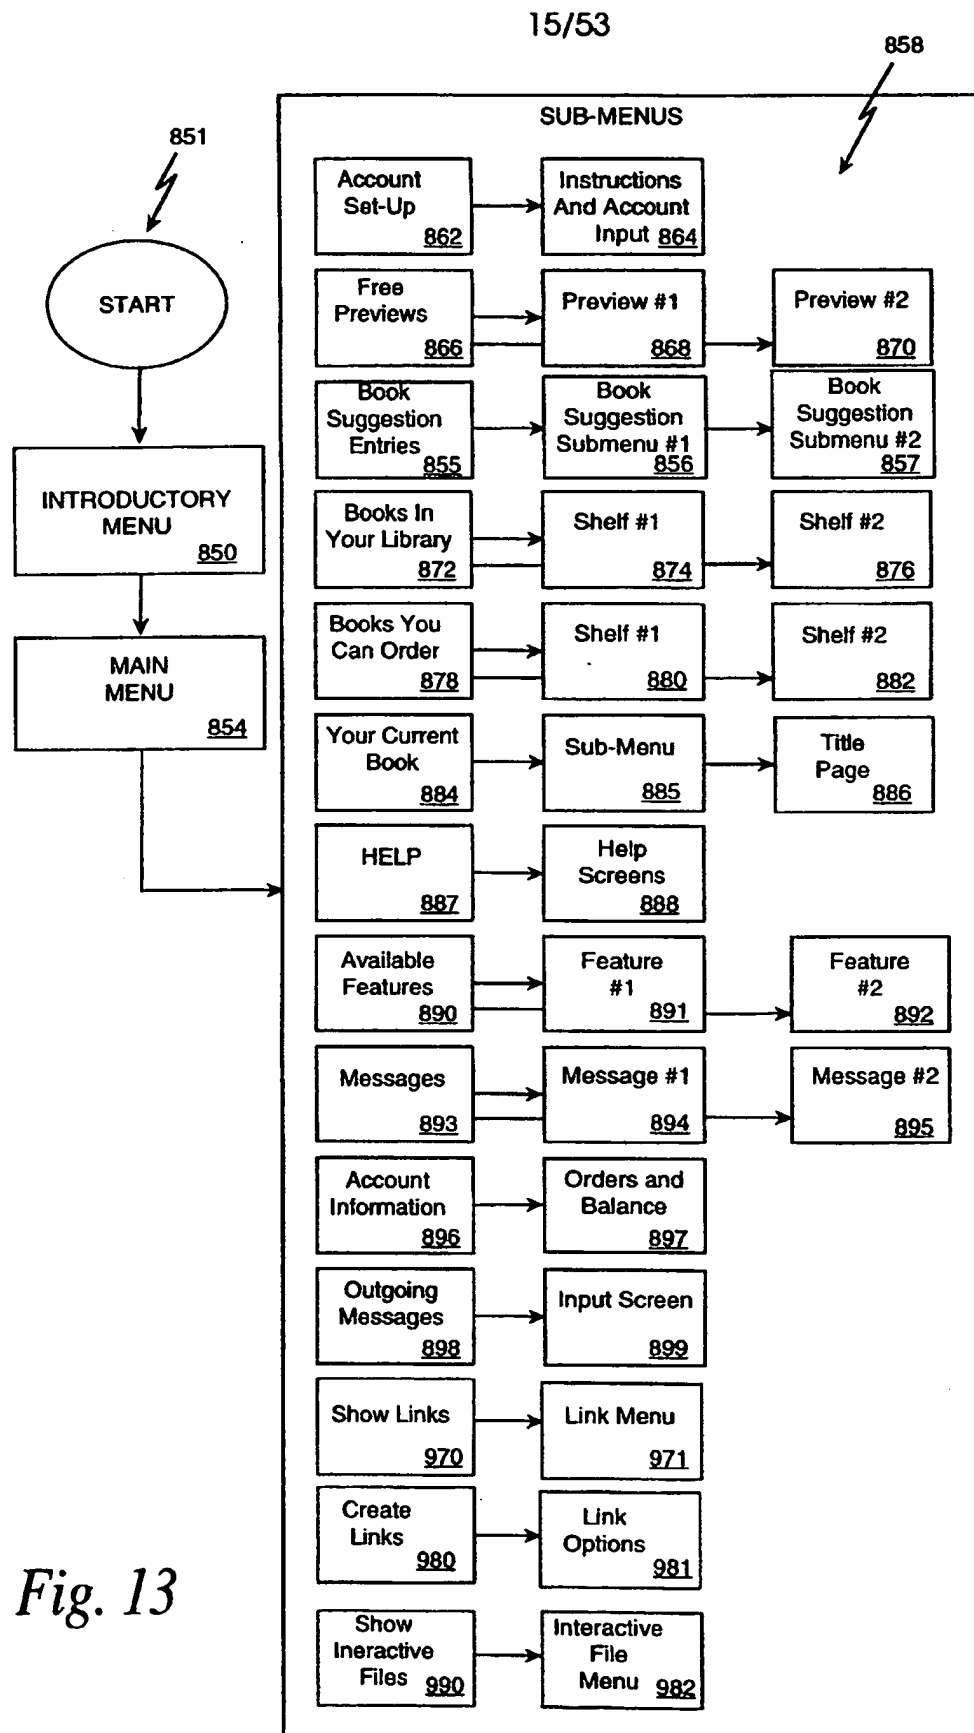 15/53
858
851
SUB-MENUS
START
INTRODUCTORY
MENU
850
MAIN
MENU
854
Account
Set-Up
862
Instructions
And Account
Input 864
Free
Previews
866
Preview #1
868
Preview #2
870
Book
Suggestion
Entries
855
Book
Suggestion
Submenu #1
856
Book
Suggestion
Submenu #2
857
Books In
Your Library
872
Shelf #1
874
Shelf #2
876
Books You
Can Order
878
Shelf #1
880
Shelf #2
882
Your Current
Book
884
Sub-Menu
885
Title
Page
886
HELP
887
Help
Screens
888
Available
Features
890
Feature
#1
891
Feature
#2
892
Messages
893
Message #1
894
Message #2
895
Account
Information
896
Orders and
Balance
897
Outgoing
Messages
898
Input Screen
899
Show Links
970
Link Menu
971
Create
Links
980
Link
Options
981
Show
Ineractive
Files 990
Interactive
File
Menu 982
Fig. 13